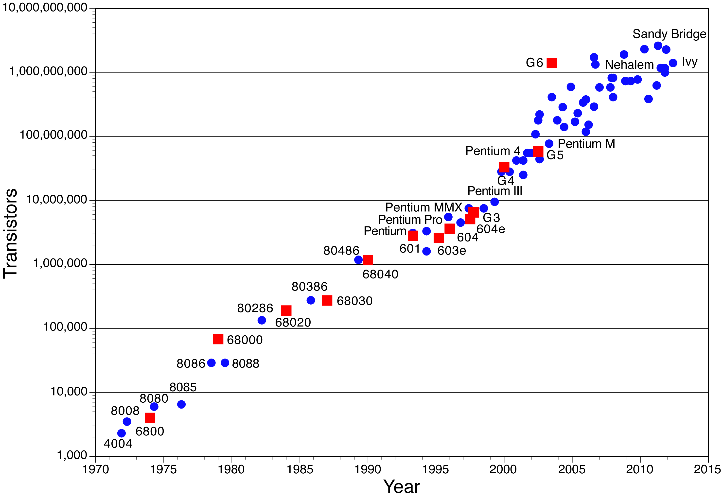 10,000,000,000
1,000,000,000
100,000,000
10,000,000
1,000,000
100,000
10,000
1,000
Transistors
Sandy Bridge
G6
Nehalem
Ivy
Pentium 4
Pentium M
G5
G4
Pentium III
Pentium MMX
G3
Pentium Pro
604e
Pentium
604
601
603e
80486
68040
80386
68030
80286
68020
68000
8086
8088
8085
8080
8008
6800
4004
1970
1975
1980
1985
1990
1995
2000
2005
2010
2015
Year